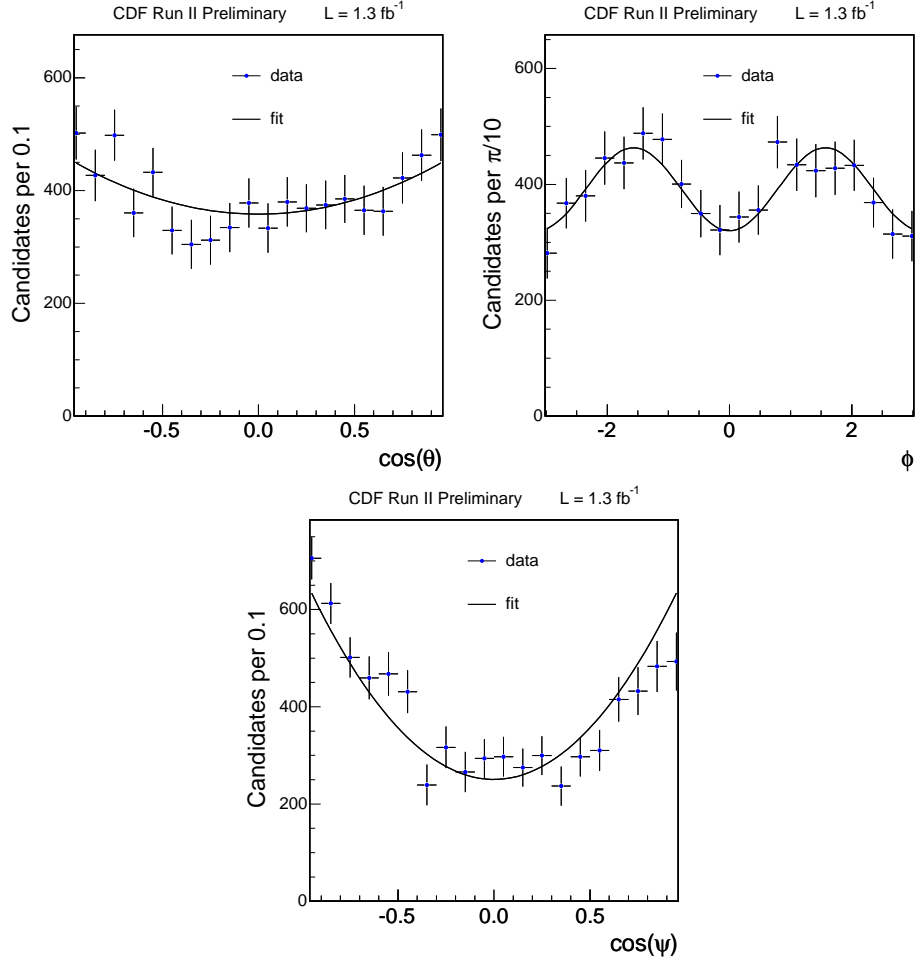 CDF Run II Preliminary L = 1.3 fb⁻¹
600
data
fit
400
200
0
-0.5 0.0 0.5
Candidates per 0.1
cos(θ)
CDF Run II Preliminary L = 1.3 fb⁻¹
600
data
fit
400
200
0
-2 0 2
Candidates per π/10
ϕ
CDF Run II Preliminary L = 1.3 fb⁻¹
data
600
fit
400
200
0
-0.5 0.0 0.5
Candidates per 0.1
cos(ψ)